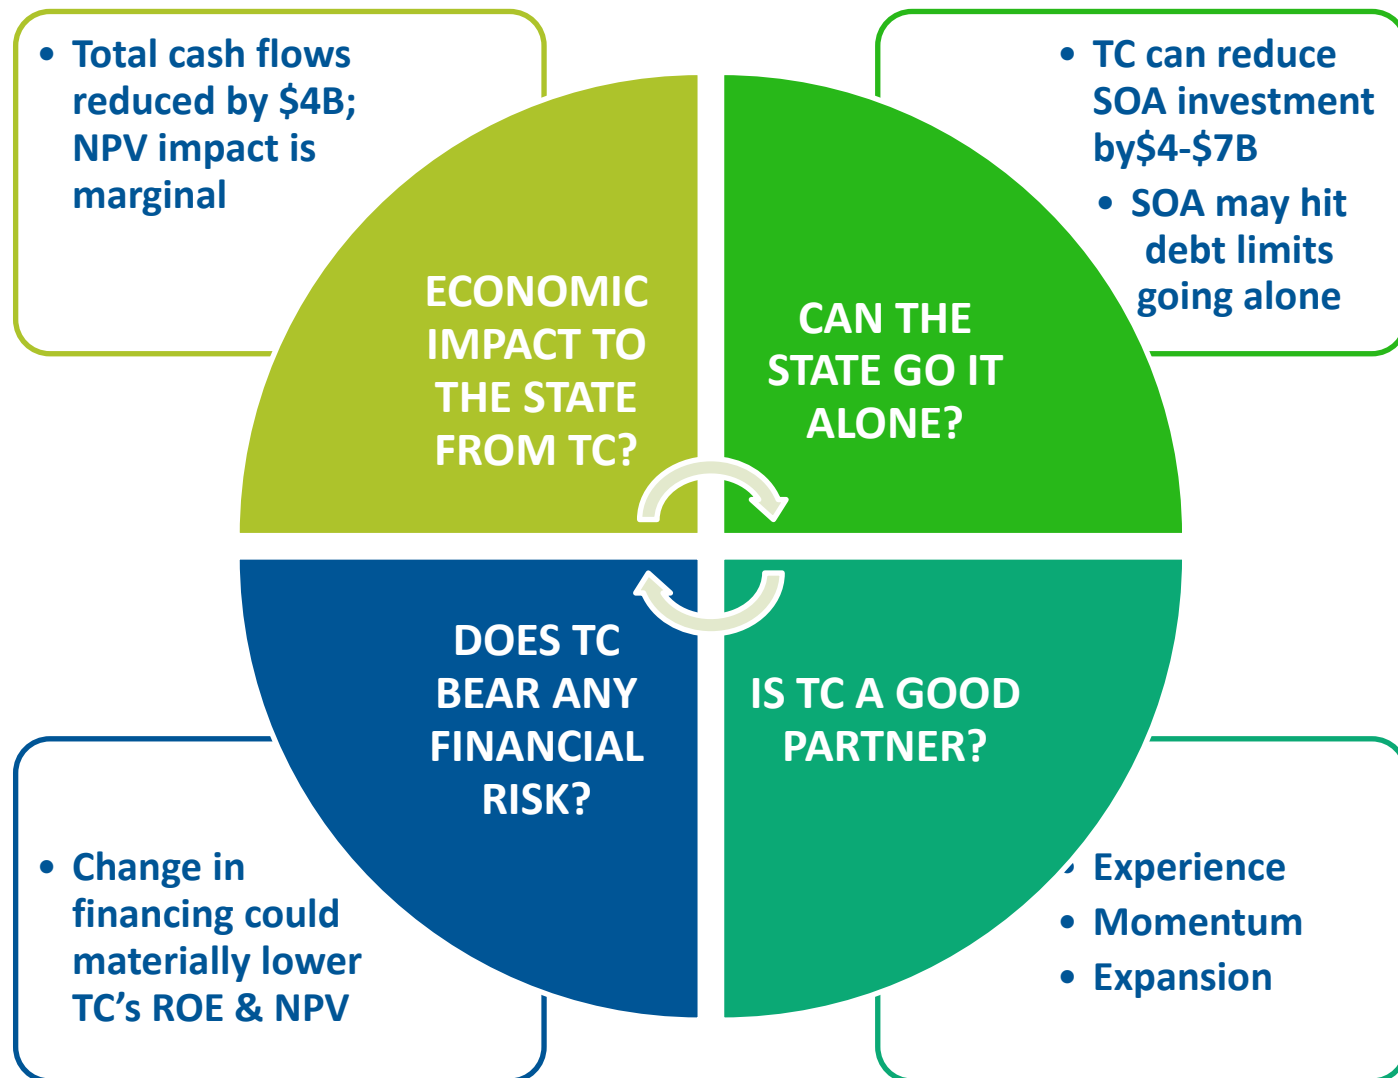 • Total cash flows
reduced by $4B;
NPV impact is
marginal
• TC can reduce
SOA investment
by$4-$7B
• SOA may hit
debt limits
going alone
ECONOMIC
IMPACT TO
THE STATE
FROM TC?
CAN THE
STATE GO IT
ALONE?
DOES TC
BEAR ANY
FINANCIAL
RISK?
IS TC A GOOD
PARTNER?
• Change in
financing could
materially lower
TC’s ROE & NPV
• Experience
• Momentum
• Expansion